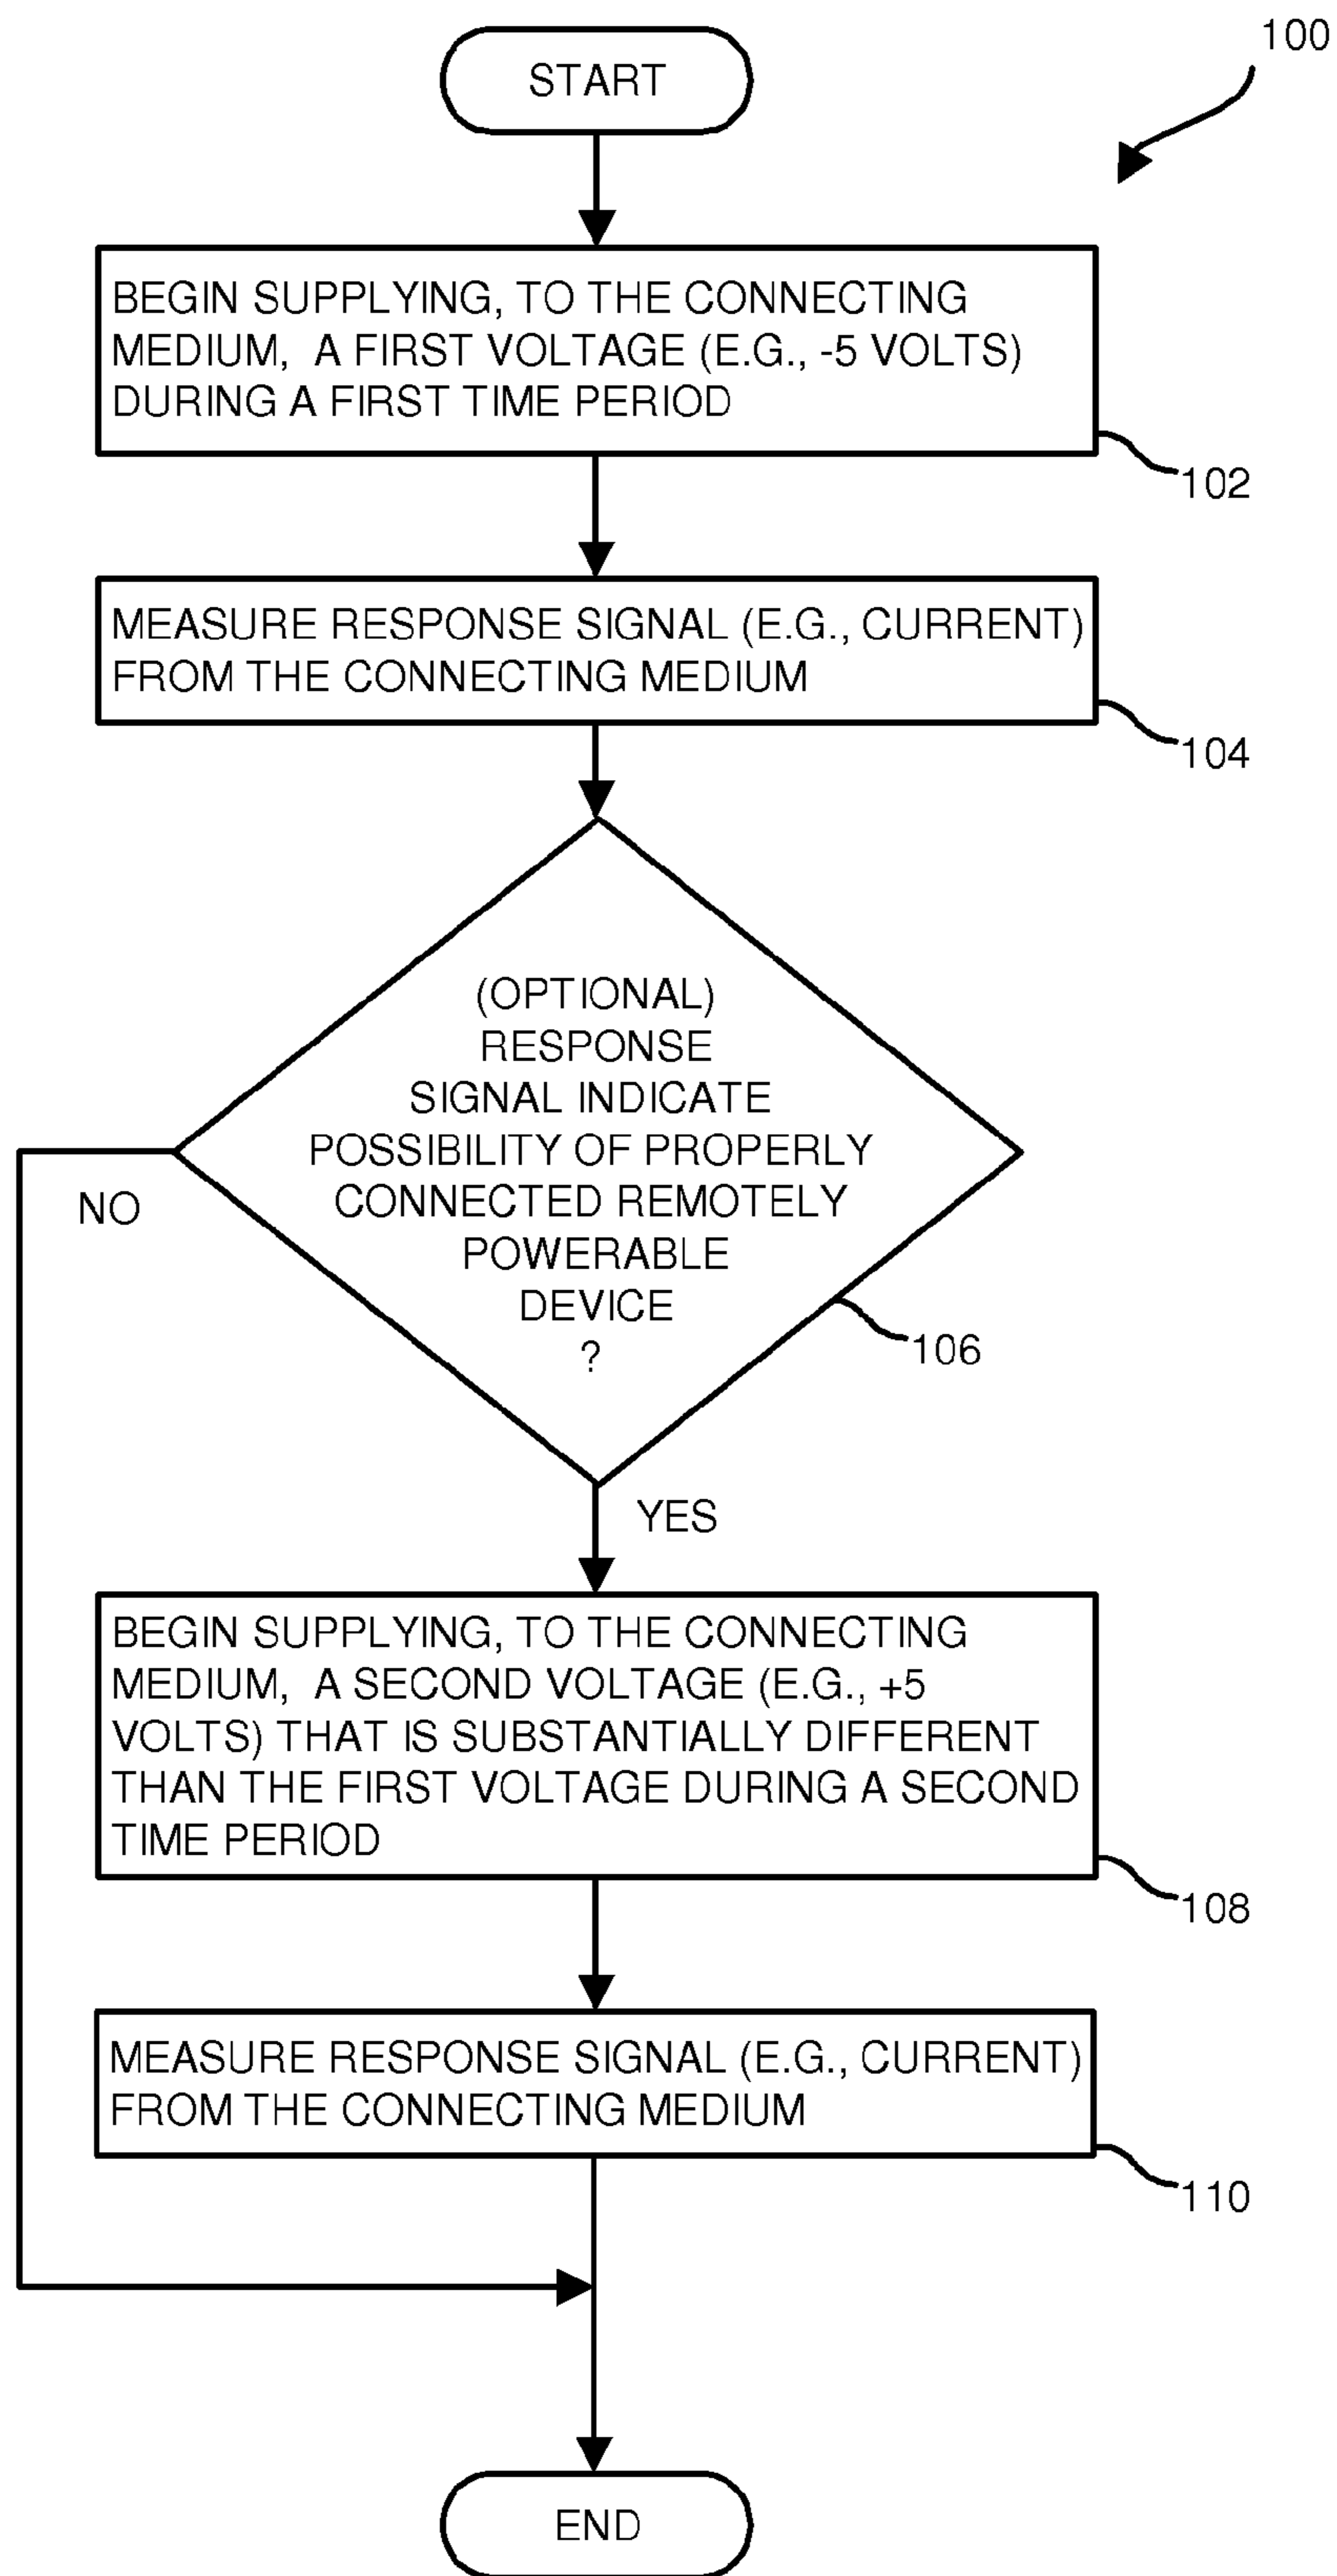 100
START
BEGIN SUPPLYING, TO THE CONNECTING
MEDIUM, A FIRST VOLTAGE (E.G., -5 VOLTS)
DURING A FIRST TIME PERIOD
102
MEASURE RESPONSE SIGNAL (E.G., CURRENT)
FROM THE CONNECTING MEDIUM
104
(OPTIONAL)
RESPONSE
SIGNAL INDICATE
POSSIBILITY OF PROPERLY
CONNECTED REMOTELY
POWERABLE
DEVICE
?
106
NO
YES
BEGIN SUPPLYING, TO THE CONNECTING
MEDIUM, A SECOND VOLTAGE (E.G., +5
VOLTS) THAT IS SUBSTANTIALLY DIFFERENT
THAN THE FIRST VOLTAGE DURING A SECOND
TIME PERIOD
108
MEASURE RESPONSE SIGNAL (E.G., CURRENT)
FROM THE CONNECTING MEDIUM
110
END